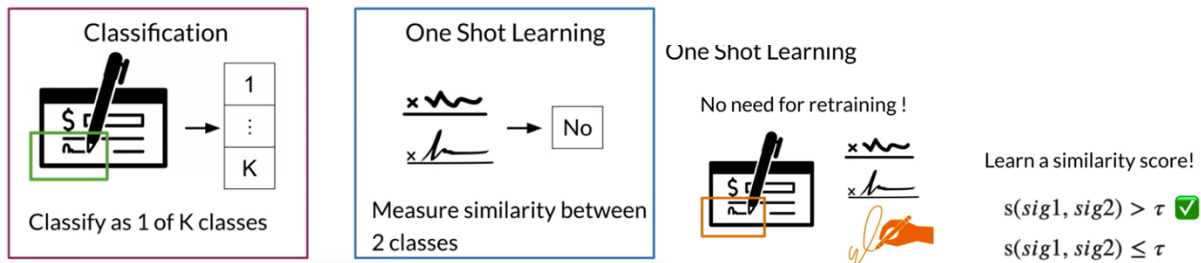 Classification
$
1
⋮
K
Classify as 1 of K classes
One Shot Learning
x
x
No
Measure similarity between
2 classes
One Shot Learning
No need for retraining !
$
x
x
Learn a similarity score!
s(sig1, sig2) > τ ✅
s(sig1, sig2) ≤ τ